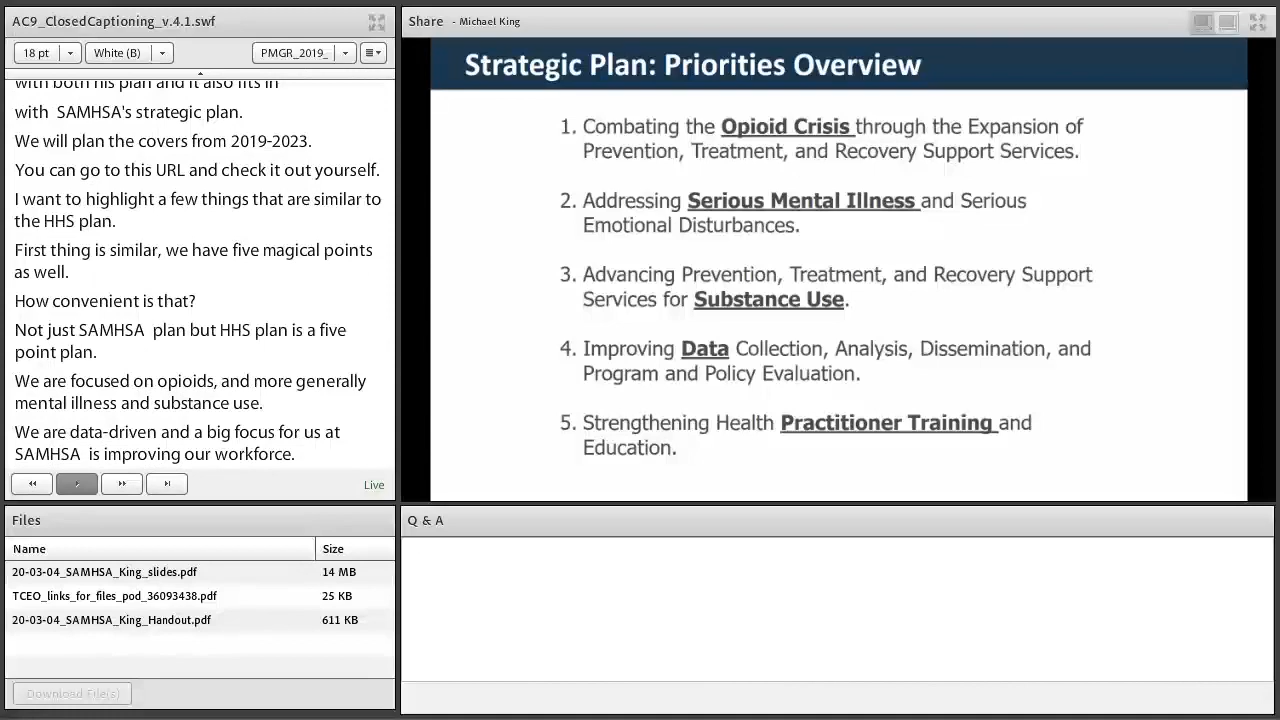 AC9_ClosedCaptioning_v.4.1.swf
18 pt
White (B)
PMGR_2019_
with both his plan and it also fits in
with SAMHSA's strategic plan.
We will plan the covers from 2019-2023.
You can go to this URL and check it out yourself.
I want to highlight a few things that are similar to
the HHS plan.
First thing is similar, we have five magical points
as well.
How convenient is that?
Not just SAMHSA plan but HHS plan is a five
point plan.
We are focused on opioids, and more generally
mental illness and substance use.
We are data-driven and a big focus for us at
SAMHSA is improving our workforce.
Live
Files
Name Size
20-03-04_SAMHSA_King_slides.pdf 14 MB
TCEO_links_for_files_pod_36093438.pdf 25 KB
20-03-04_SAMHSA_King_Handout.pdf 611 KB
Download File(s)
Share - Michael King
Strategic Plan: Priorities Overview
1. Combating the Opioid Crisis through the Expansion of
Prevention, Treatment, and Recovery Support Services.
2. Addressing Serious Mental Illness and Serious
Emotional Disturbances.
3. Advancing Prevention, Treatment, and Recovery Support
Services for Substance Use.
4. Improving Data Collection, Analysis, Dissemination, and
Program and Policy Evaluation.
5. Strengthening Health Practitioner Training and
Education.
Q & A